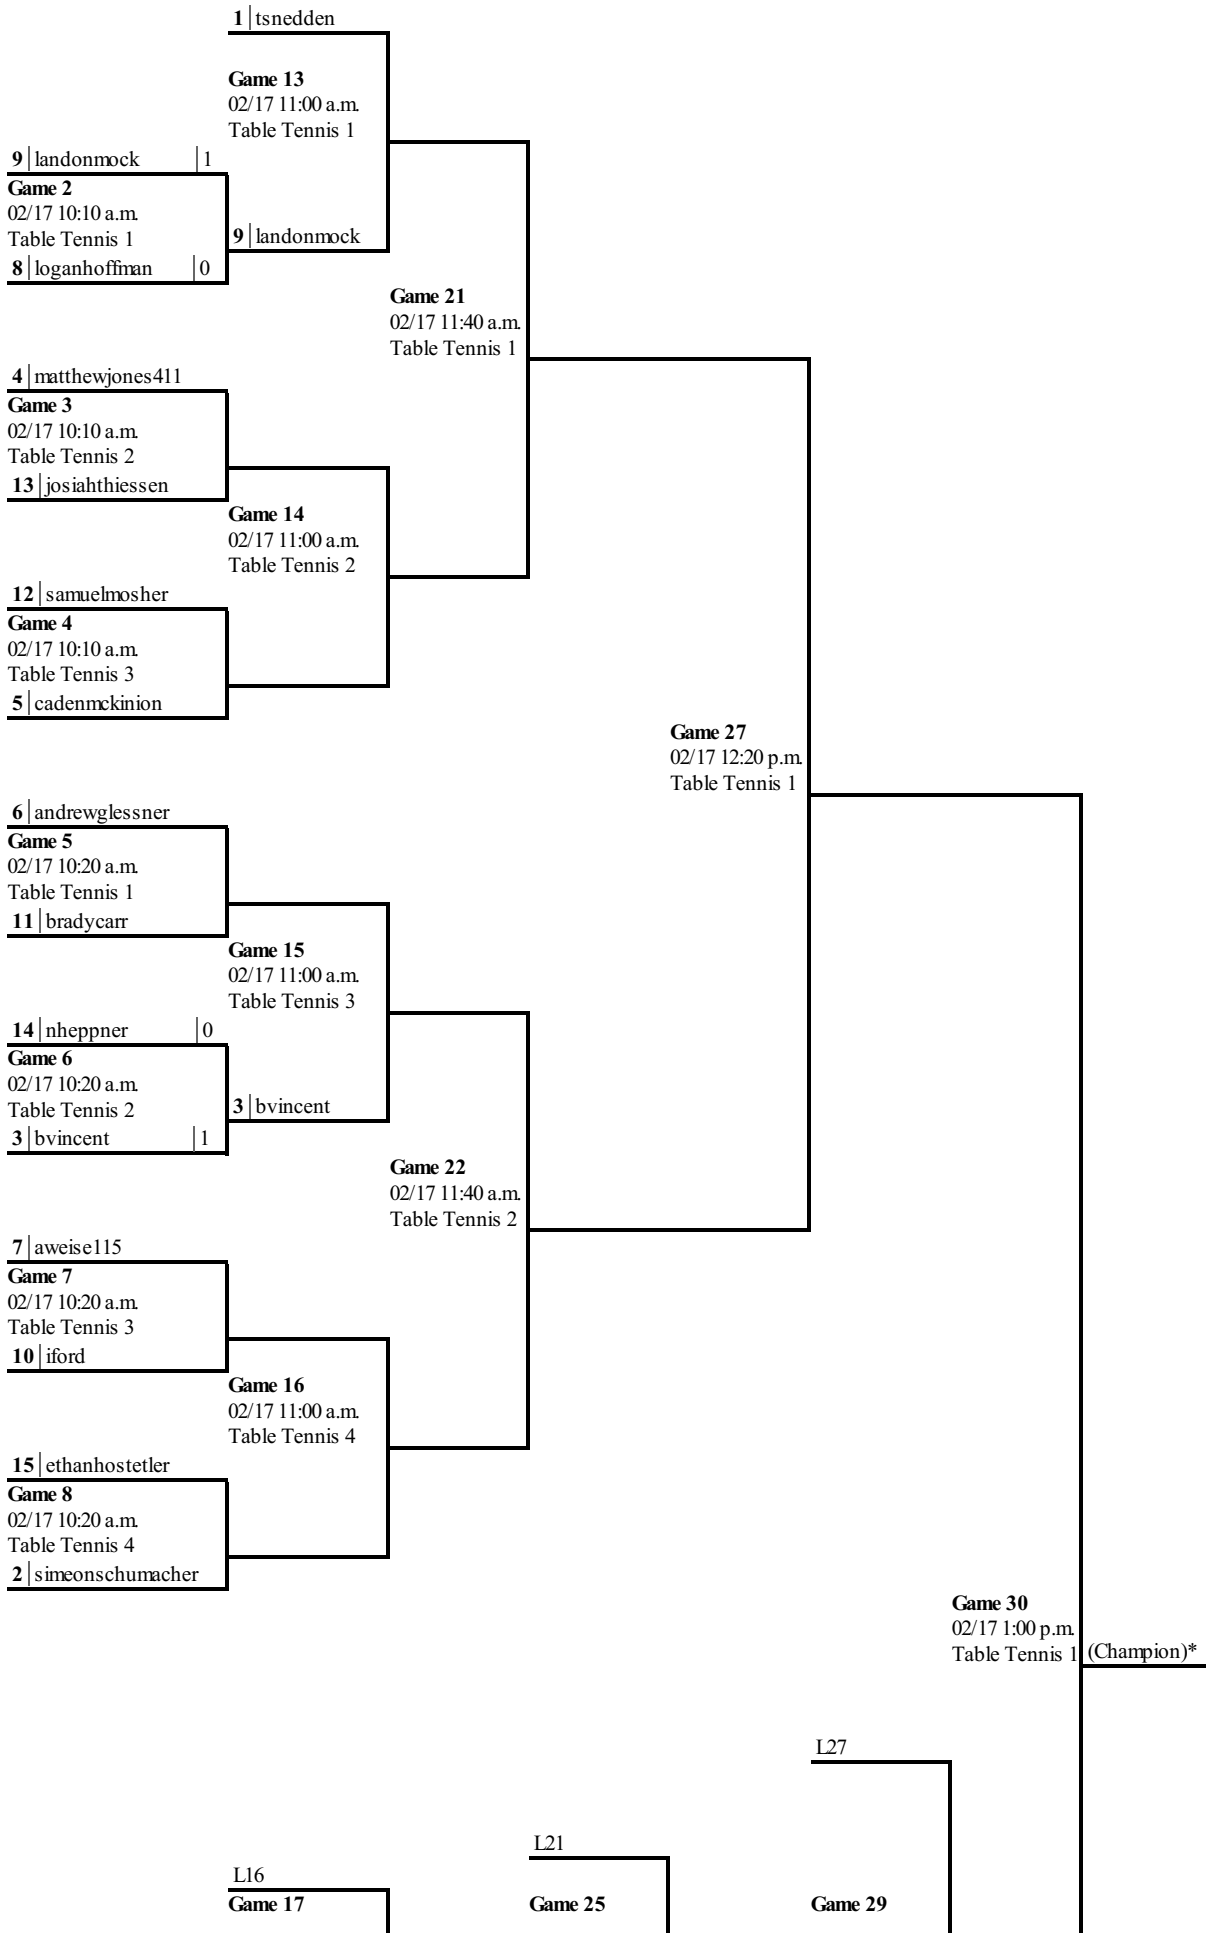 1 tsnedden
Game 13
02/17 11:00 a.m.
Table Tennis 1
9 landonmock 1
Game 2
02/17 10:10 a.m.
Table Tennis 1
8 loganhoffman 0
9 landonmock
Game 21
02/17 11:40 a.m.
Table Tennis 1
4 matthewjones411
Game 3
02/17 10:10 a.m.
Table Tennis 2
13 josiahthiessen
Game 14
02/17 11:00 a.m.
Table Tennis 2
12 samuelmosher
Game 4
02/17 10:10 a.m.
Table Tennis 3
5 cadenmckinion
Game 27
02/17 12:20 p.m.
Table Tennis 1
6 andrewglessner
Game 5
02/17 10:20 a.m.
Table Tennis 1
11 bradycarr
Game 15
02/17 11:00 a.m.
Table Tennis 3
14 nheppner 0
Game 6
02/17 10:20 a.m.
Table Tennis 2
3 bvincent 1
3 bvincent
Game 22
02/17 11:40 a.m.
Table Tennis 2
7 aweise115
Game 7
02/17 10:20 a.m.
Table Tennis 3
10 iford
Game 16
02/17 11:00 a.m.
Table Tennis 4
15 ethanhostetler
Game 8
02/17 10:20 a.m.
Table Tennis 4
2 simeonschumacher
Game 30
02/17 1:00 p.m.
Table Tennis 1
(Champion)*
L27
L21
L16
Game 17
Game 25
Game 29